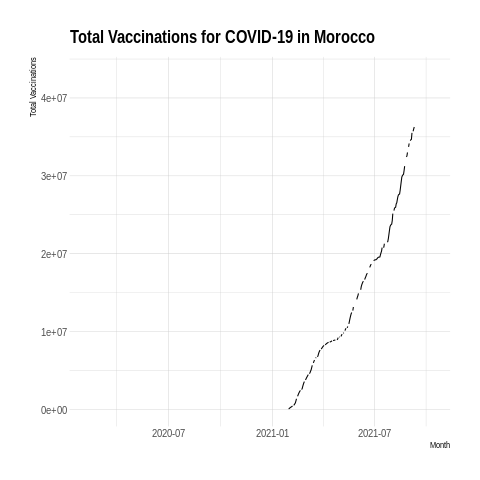 Total Vaccinations for COVID-19 in Morocco
Total Vaccinations
4e+07
3e+07
2e+07
1e+07
0e+00
2020-07 2021-01 2021-07
Month